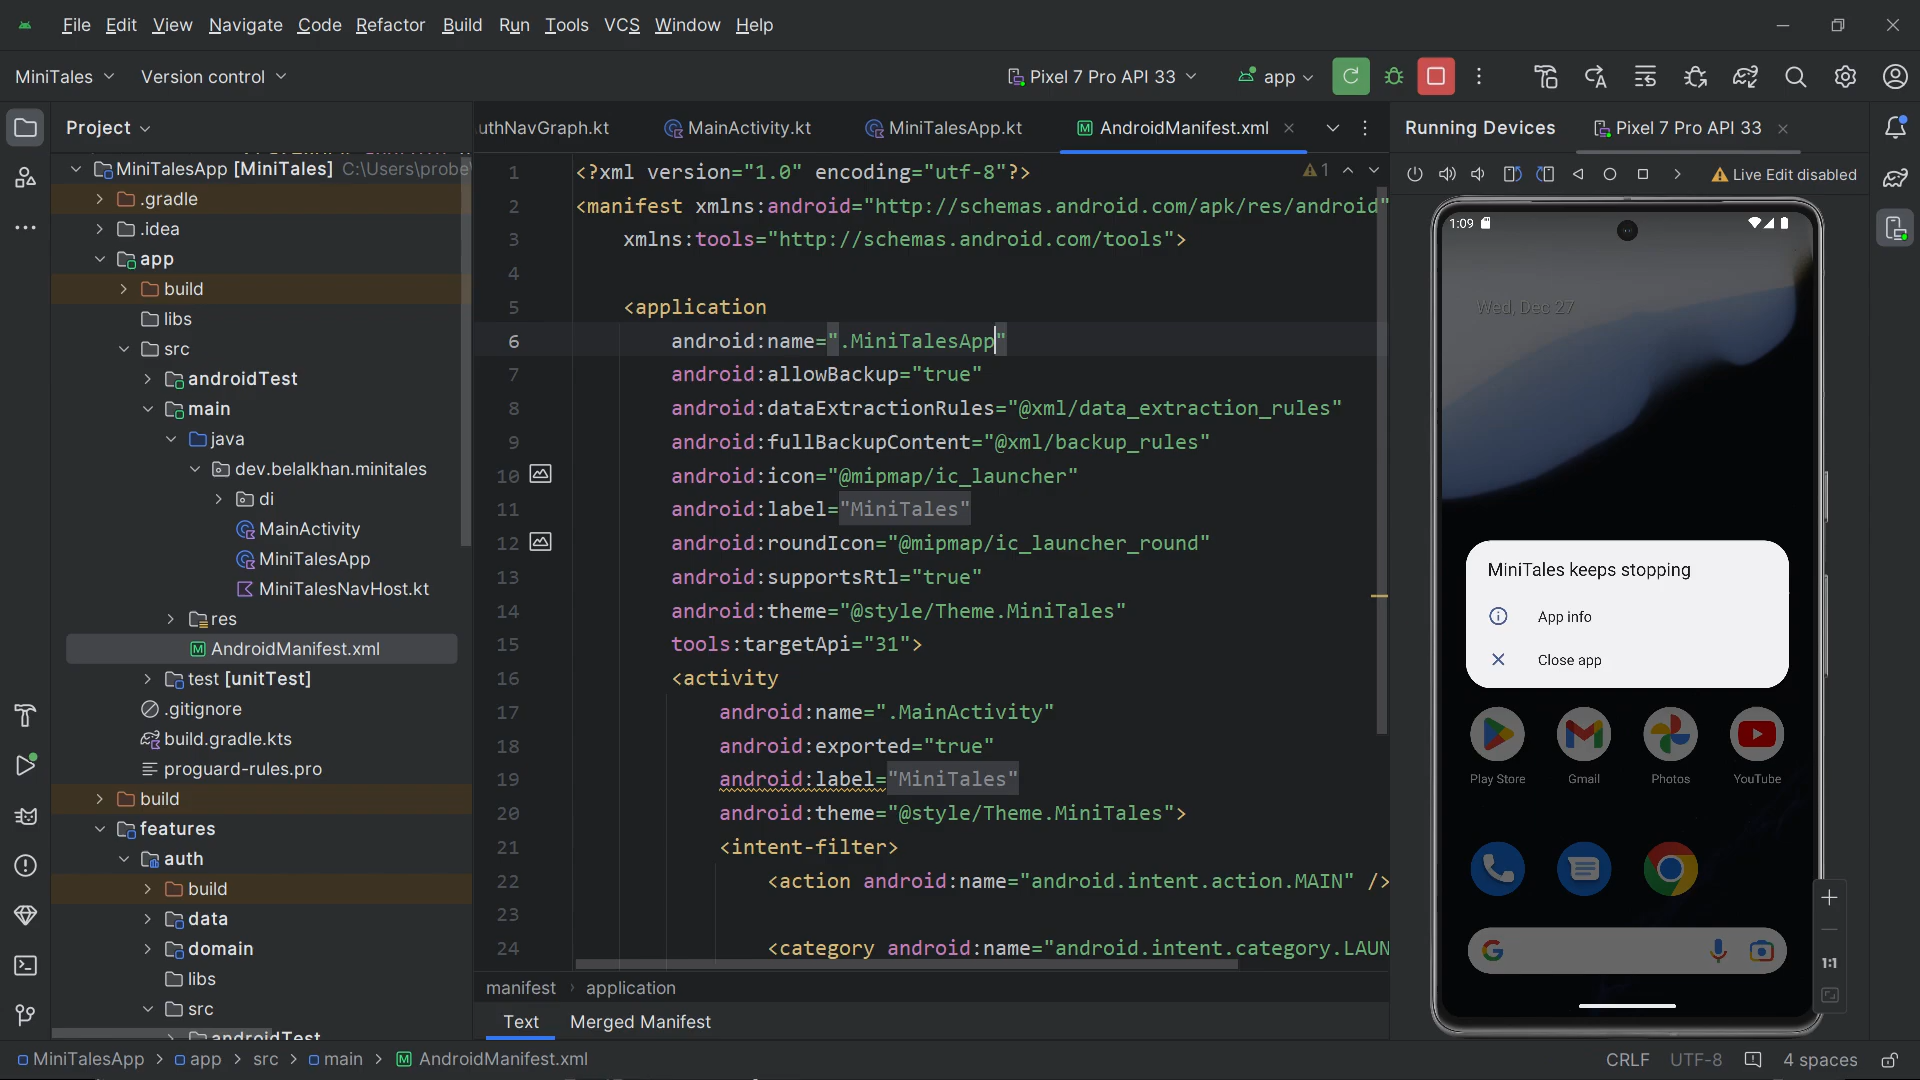 File Edit View Navigate Code Refactor Build Run Tools VCS Window Help
MiniTales Version control Pixel 7 Pro API 33 app
Project
MiniTalesApp [MiniTales] C:\Users\probe
.gradle
.idea
app
build
libs
src
androidTest
main
java
dev.belalkhan.minitales
di
MainActivity
MiniTalesApp
MiniTalesNavHost.kt
res
AndroidManifest.xml
test [unitTest]
.gitignore
build.gradle.kts
proguard-rules.pro
build
features
auth
build
data
domain
libs
src
androidTest
uthNavGraph.kt MainActivity.kt MiniTalesApp.kt AndroidManifest.xml
1 <?xml version="1.0" encoding="utf-8"?> 1
2 <manifest xmlns:android="http://schemas.android.com/apk/res/android"
3 xmlns:tools="http://schemas.android.com/tools">
4
5 <application
6 android:name=".MiniTalesApp"
7 android:allowBackup="true"
8 android:dataExtractionRules="@xml/data_extraction_rules"
9 android:fullBackupContent="@xml/backup_rules"
10 android:icon="@mipmap/ic_launcher"
11 android:label="MiniTales"
12 android:roundIcon="@mipmap/ic_launcher_round"
13 android:supportsRtl="true"
14 android:theme="@style/Theme.MiniTales"
15 tools:targetApi="31">
16 <activity
17 android:name=".MainActivity"
18 android:exported="true"
19 android:label="MiniTales"
20 android:theme="@style/Theme.MiniTales">
21 <intent-filter>
22 <action android:name="android.intent.action.MAIN" />
23
24 <category android:name="android.intent.category.LAUN
manifest › application
Text Merged Manifest
Running Devices Pixel 7 Pro API 33
Live Edit disabled
1:09
Wed, Dec 27
MiniTales keeps stopping
App info
Close app
Play Store Gmail Photos YouTube
1:1
MiniTalesApp > app > src > main > AndroidManifest.xml CRLF UTF-8 4 spaces